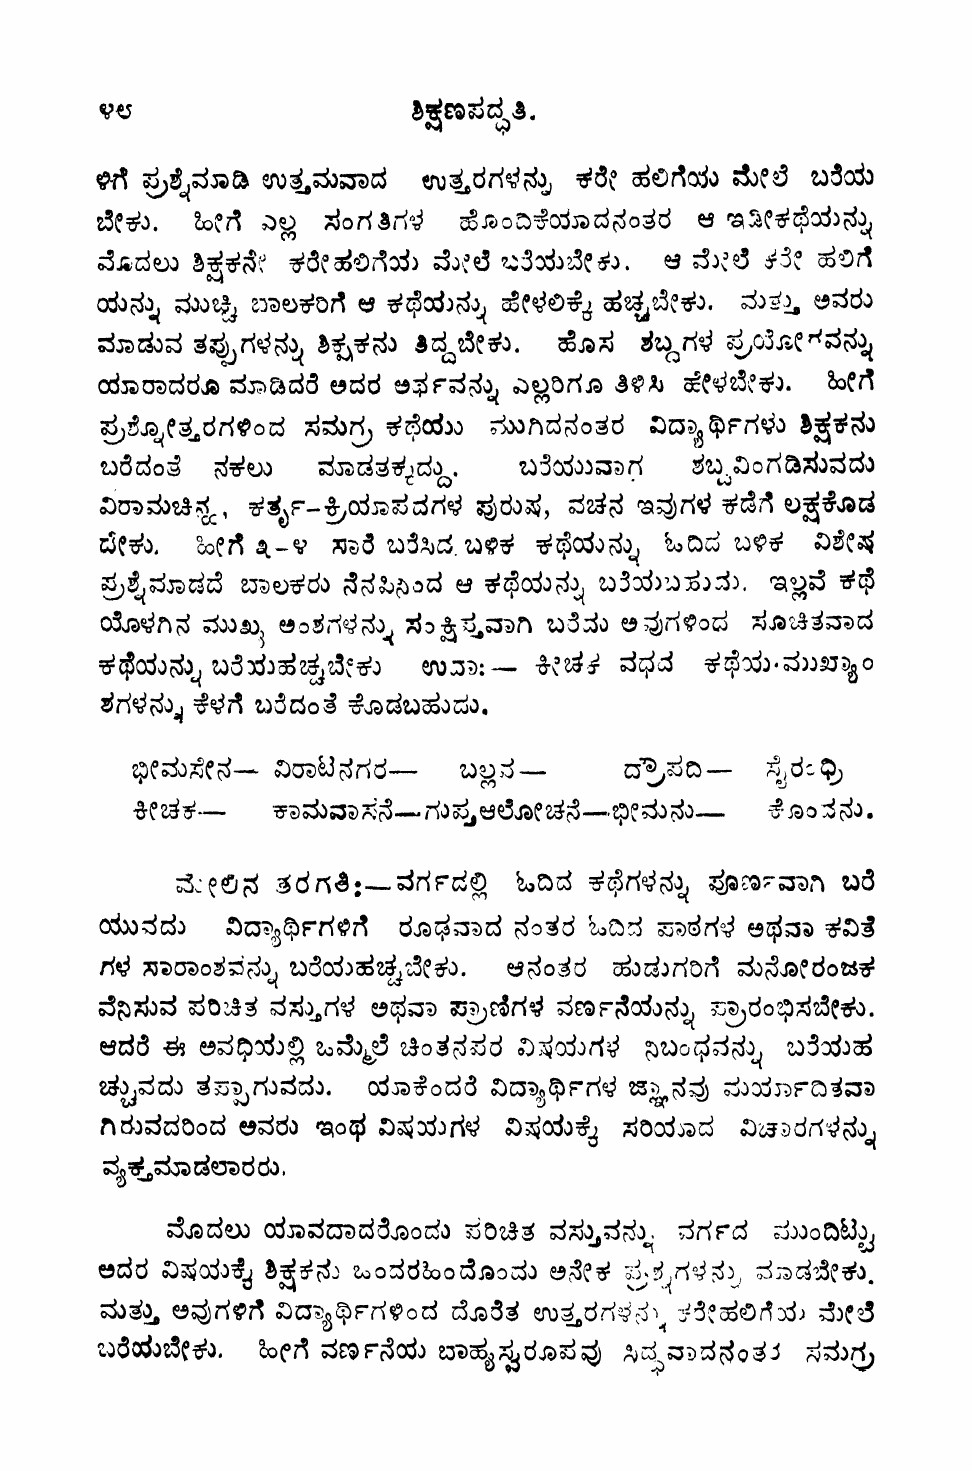 ೪೮ ಶಿಕ್ಷಣಪದ್ಧತಿ.
ಳಿಗೆ ಪ್ರಶ್ನೆಮಾಡಿ ಉತ್ತಮವಾದ ಉತ್ತರಗಳನ್ನು ಕರೇ ಹಲಿಗೆಯ ಮೇಲೆ ಬರೆಯ
ಬೇಕು. ಹೀಗೆ ಎಲ್ಲ ಸಂಗತಿಗಳ ಹೊಂದಿಕೆಯಾದನಂತರ ಆ ಇಡೀಕಥೆಯನ್ನು
ಮೊದಲು ಶಿಕ್ಷಕನೇ ಕರೇಹಲಿಗೆಯ ಮೇಲೆ ಬರೆಯಬೇಕು. ಆ ಮೇಲೆ ಕರೇ ಹಲಿಗೆ
ಯನ್ನು ಮುಚ್ಚಿ ಬಾಲಕರಿಗೆ ಆ ಕಥೆಯನ್ನು ಹೇಳಲಿಕ್ಕೆ ಹಚ್ಚಬೇಕು. ಮತ್ತು ಅವರು
ಮಾಡುವ ತಪ್ಪುಗಳನ್ನು ಶಿಕ್ಷಕನು ತಿದ್ದಬೇಕು. ಹೊಸ ಶಬ್ದಗಳ ಪ್ರಯೋಗವನ್ನು
ಯಾರಾದರೂ ಮಾಡಿದರೆ ಅದರ ಅರ್ಥವನ್ನು ಎಲ್ಲರಿಗೂ ತಿಳಿಸಿ ಹೇಳಬೇಕು. ಹೀಗೆ
ಪ್ರಶ್ನೋತ್ತರಗಳಿಂದ ಸಮಗ್ರ ಕಥೆಯು ಮುಗಿದನಂತರ ವಿದ್ಯಾರ್ಥಿಗಳು ಶಿಕ್ಷಕನು
ಬರೆದಂತೆ ನಕಲು ಮಾಡತಕ್ಕದ್ದು. ಬರೆಯುವಾಗ ಶಬ್ದವಿಂಗಡಿಸುವದು
ವಿರಾಮಚಿನ್ಹ, ಕರ್ತೃ-ಕ್ರಿಯಾಪದಗಳ ಪುರುಷ, ವಚನ ಇವುಗಳ ಕಡೆಗೆ ಲಕ್ಷಕೊಡ
ಬೇಕು. ಹೀಗೆ ೩-೪ ಸಾರೆ ಬರೆಸಿದ ಬಳಿಕ ಕಥೆಯನ್ನು ಓದಿದ ಬಳಿಕ ವಿಶೇಷ
ಪ್ರಶ್ನೆಮಾಡದೆ ಬಾಲಕರು ನೆನಪಿನಿಂದ ಆ ಕಥೆಯನ್ನು ಬರೆಯಬಹುದು. ಇಲ್ಲವೆ ಕಥೆ
ಯೊಳಗಿನ ಮುಖ್ಯ ಅಂಶಗಳನ್ನು ಸಂಕ್ಷಿಪ್ತವಾಗಿ ಬರೆದು ಅವುಗಳಿಂದ ಸೂಚಿತವಾದ
ಕಥೆಯನ್ನು ಬರೆಯಹಚ್ಚಬೇಕು ಉದಾ:— ಕೀಚಕ ವಧದ ಕಥೆಯ ಮುಖ್ಯಾಂ
ಶಗಳನ್ನು ಕೆಳಗೆ ಬರೆದಂತೆ ಕೊಡಬಹುದು.
ಭೀಮಸೇನ— ವಿರಾಟನಗರ— ಬಲ್ಲವ— ದ್ರೌಪದಿ— ಸೈರಂಧ್ರಿ
ಕೀಚಕ— ಕಾಮವಾಸನೆ—ಗುಪ್ತಆಲೋಚನೆ—ಭೀಮನು— ಕೊಂದನು.
ಮೇಲಿನ ತರಗತಿ:—ವರ್ಗದಲ್ಲಿ ಓದಿದ ಕಥೆಗಳನ್ನು ಪೂರ್ಣವಾಗಿ ಬರೆ
ಯುವದು ವಿದ್ಯಾರ್ಥಿಗಳಿಗೆ ರೂಢವಾದ ನಂತರ ಓದಿದ ಪಾಠಗಳ ಅಥವಾ ಕವಿತೆ
ಗಳ ಸಾರಾಂಶವನ್ನು ಬರೆಯಹಚ್ಚಬೇಕು. ಆನಂತರ ಹುಡುಗರಿಗೆ ಮನೋರಂಜಕ
ವೆನಿಸುವ ಪರಿಚಿತ ವಸ್ತುಗಳ ಅಥವಾ ಪ್ರಾಣಿಗಳ ವರ್ಣನೆಯನ್ನು ಪ್ರಾರಂಭಿಸಬೇಕು.
ಆದರೆ ಈ ಅವಧಿಯಲ್ಲಿ ಒಮ್ಮೆಲೆ ಚಿಂತನಪರ ವಿಷಯಗಳ ನಿಬಂಧವನ್ನು ಬರೆಯಹ
ಚ್ಚುವದು ತಪ್ಪಾಗುವದು. ಯಾಕೆಂದರೆ ವಿದ್ಯಾರ್ಥಿಗಳ ಜ್ಞಾನವು ಮರ್ಯಾದಿತವಾ
ಗಿರುವದರಿಂದ ಅವರು ಇಂಥ ವಿಷಯಗಳ ವಿಷಯಕ್ಕೆ ಸರಿಯಾದ ವಿಚಾರಗಳನ್ನು
ವ್ಯಕ್ತಮಾಡಲಾರರು.
ಮೊದಲು ಯಾವದಾದರೊಂದು ಪರಿಚಿತ ವಸ್ತುವನ್ನು ವರ್ಗದ ಮುಂದಿಟ್ಟು
ಅದರ ವಿಷಯಕ್ಕೆ ಶಿಕ್ಷಕನು ಒಂದರಹಿಂದೊಂದು ಅನೇಕ ಪ್ರಶ್ನಗಳನ್ನು ಮಾಡಬೇಕು.
ಮತ್ತು ಅವುಗಳಿಗೆ ವಿದ್ಯಾರ್ಥಿಗಳಿಂದ ದೊರೆತ ಉತ್ತರಗಳನ್ನು ಕರೇಹಲಿಗೆಯ ಮೇಲೆ
ಬರೆಯಬೇಕು. ಹೀಗೆ ವರ್ಣನೆಯ ಬಾಹ್ಯಸ್ವರೂಪವು ಸಿದ್ಧವಾದನಂತರ ಸಮಗ್ರ